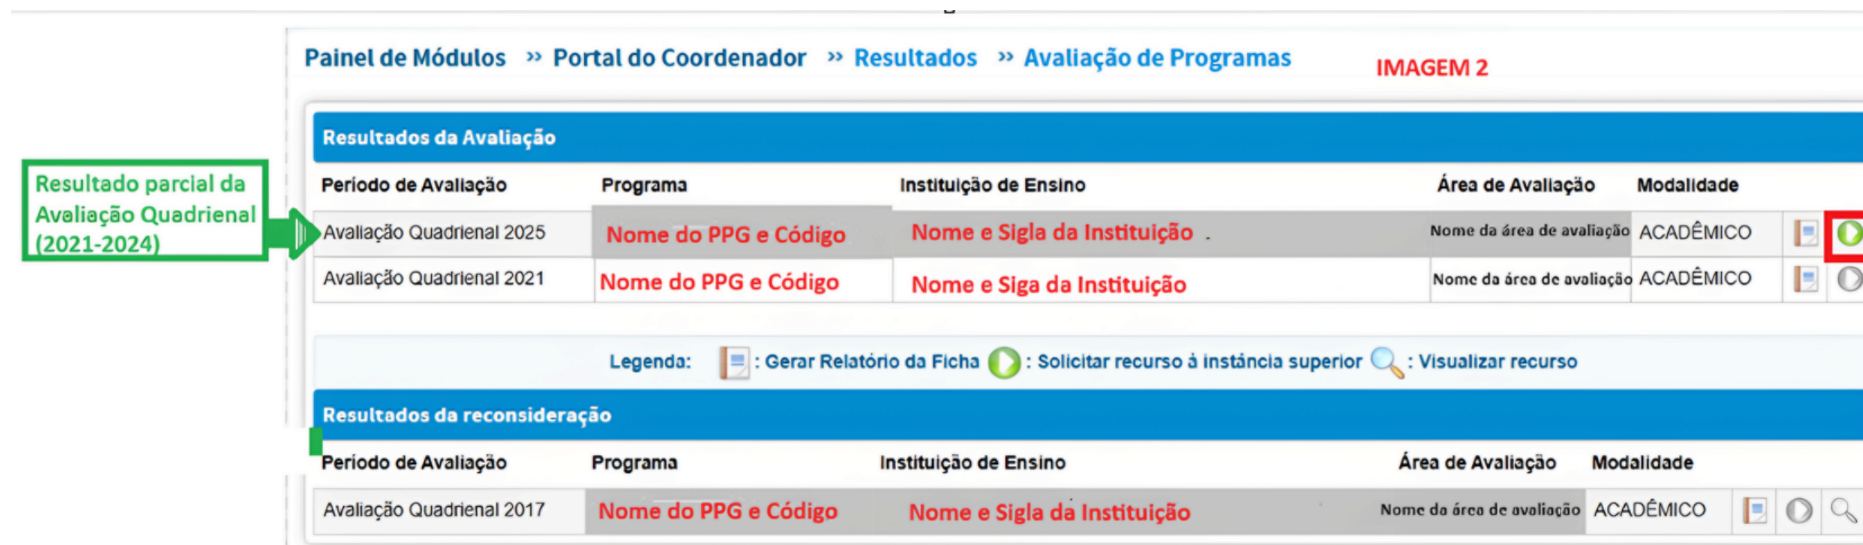 Painel de Módulos » Portal do Coordenador » Resultados » Avaliação de Programas
IMAGEM 2
Resultados da Avaliação
Resultado parcial da
Avaliação Quadrienal
(2021-2024)
Período de Avaliação Programa Instituição de Ensino Área de Avaliação Modalidade
Avaliação Quadrienal 2025 Nome do PPG e Código Nome e Sigla da Instituição . Nome da área de avaliação ACADÊMICO
Avaliação Quadrienal 2021 Nome do PPG e Código Nome e Siga da Instituição Nome da área de avaliação ACADÊMICO
Legenda: : Gerar Relatório da Ficha : Solicitar recurso à instância superior : Visualizar recurso
Resultados da reconsideração
Período de Avaliação Programa Instituição de Ensino Área de Avaliação Modalidade
Avaliação Quadrienal 2017 Nome do PPG e Código Nome e Sigla da Instituição Nome da área de avaliação ACADÊMICO